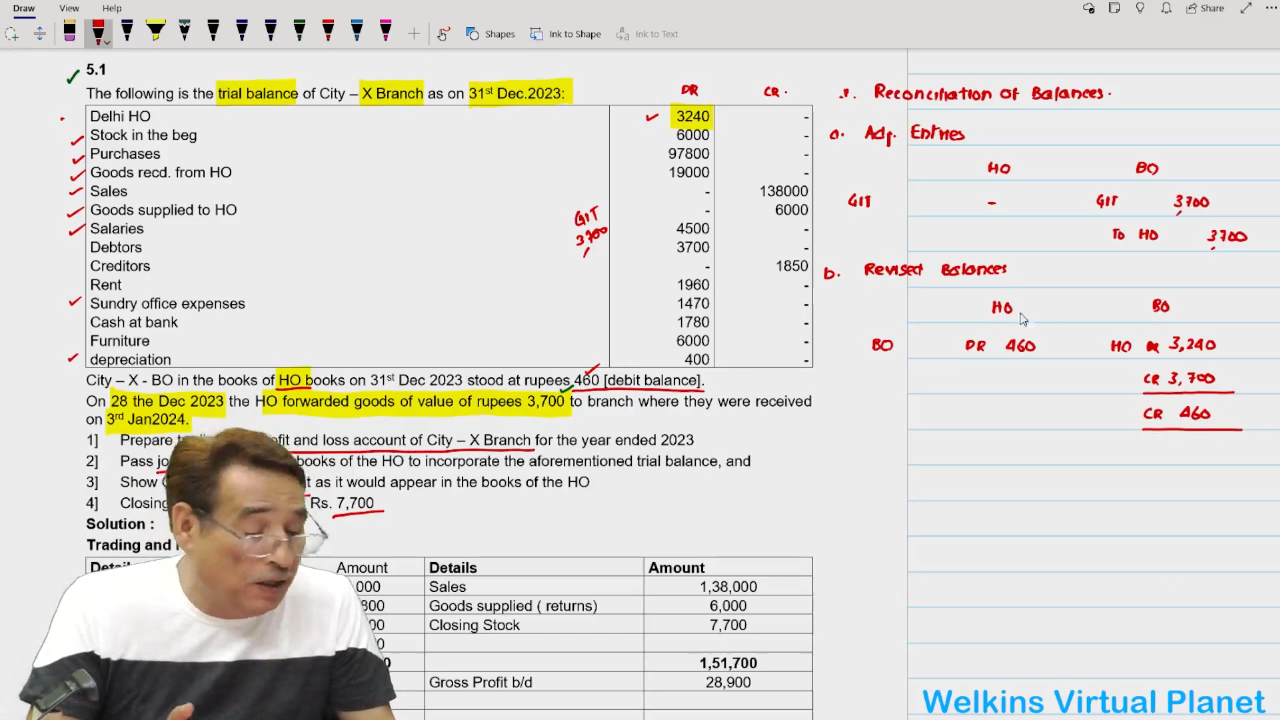 Draw View Help
Share
Shapes Ink to Shape Ink to Text
5.1
The following is the trial balance of City – X Branch as on 31st Dec.2023:
DR CR.
Delhi HO 3240 -
Stock in the beg 6000 -
Purchases 97800 -
Goods recd. from HO 19000 -
Sales - 138000
Goods supplied to HO - 6000
Salaries 4500 -
Debtors 3700 -
Creditors - 1850
Rent 1960 -
Sundry office expenses 1470 -
Cash at bank 1780 -
Furniture 6000 -
depreciation 400 -
GIT
3700
City – X - BO in the books of HO books on 31st Dec 2023 stood at rupees 460 [debit balance].
On 28 the Dec 2023 the HO forwarded goods of value of rupees 3,700 to branch where they were received
on 3rd Jan2024.
1] Prepare and loss account of City – X Branch for the year ended 2023
2] Pass books of the HO to incorporate the aforementioned trial balance, and
3] Show as it would appear in the books of the HO
4] Closing Rs. 7,700
Solution :
Trading and
Amount Details Amount
000 Sales 1,38,000
800 Goods supplied ( returns) 6,000
00 Closing Stock 7,700
0
0 1,51,700
Gross Profit b/d 28,900
.1. Reconciliation of Balances.
a. Adj. Entries
HO BO
GIT - GIT 3700
To HO 3700
b. Revised Balances
HO BO
BO DR 460 HO DR 3,240
CR 3,700
CR 460
Welkins Virtual Planet